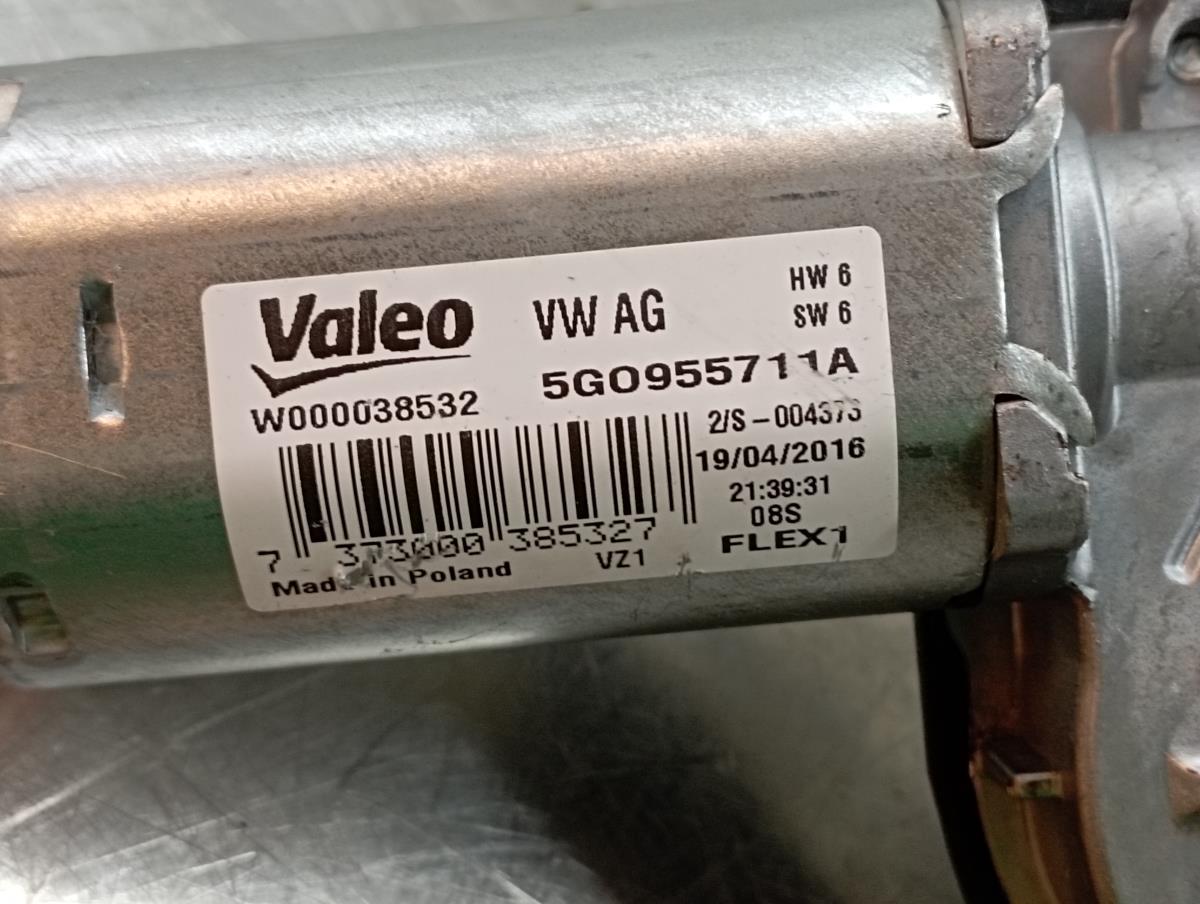 Valeo
VW AG
HW 6
SW 6
5G0955711A
W000038532
2/S-004373
19/04/2016
21:39:31
08S
FLEX1
7 373000 385327
VZ1
Made in Poland